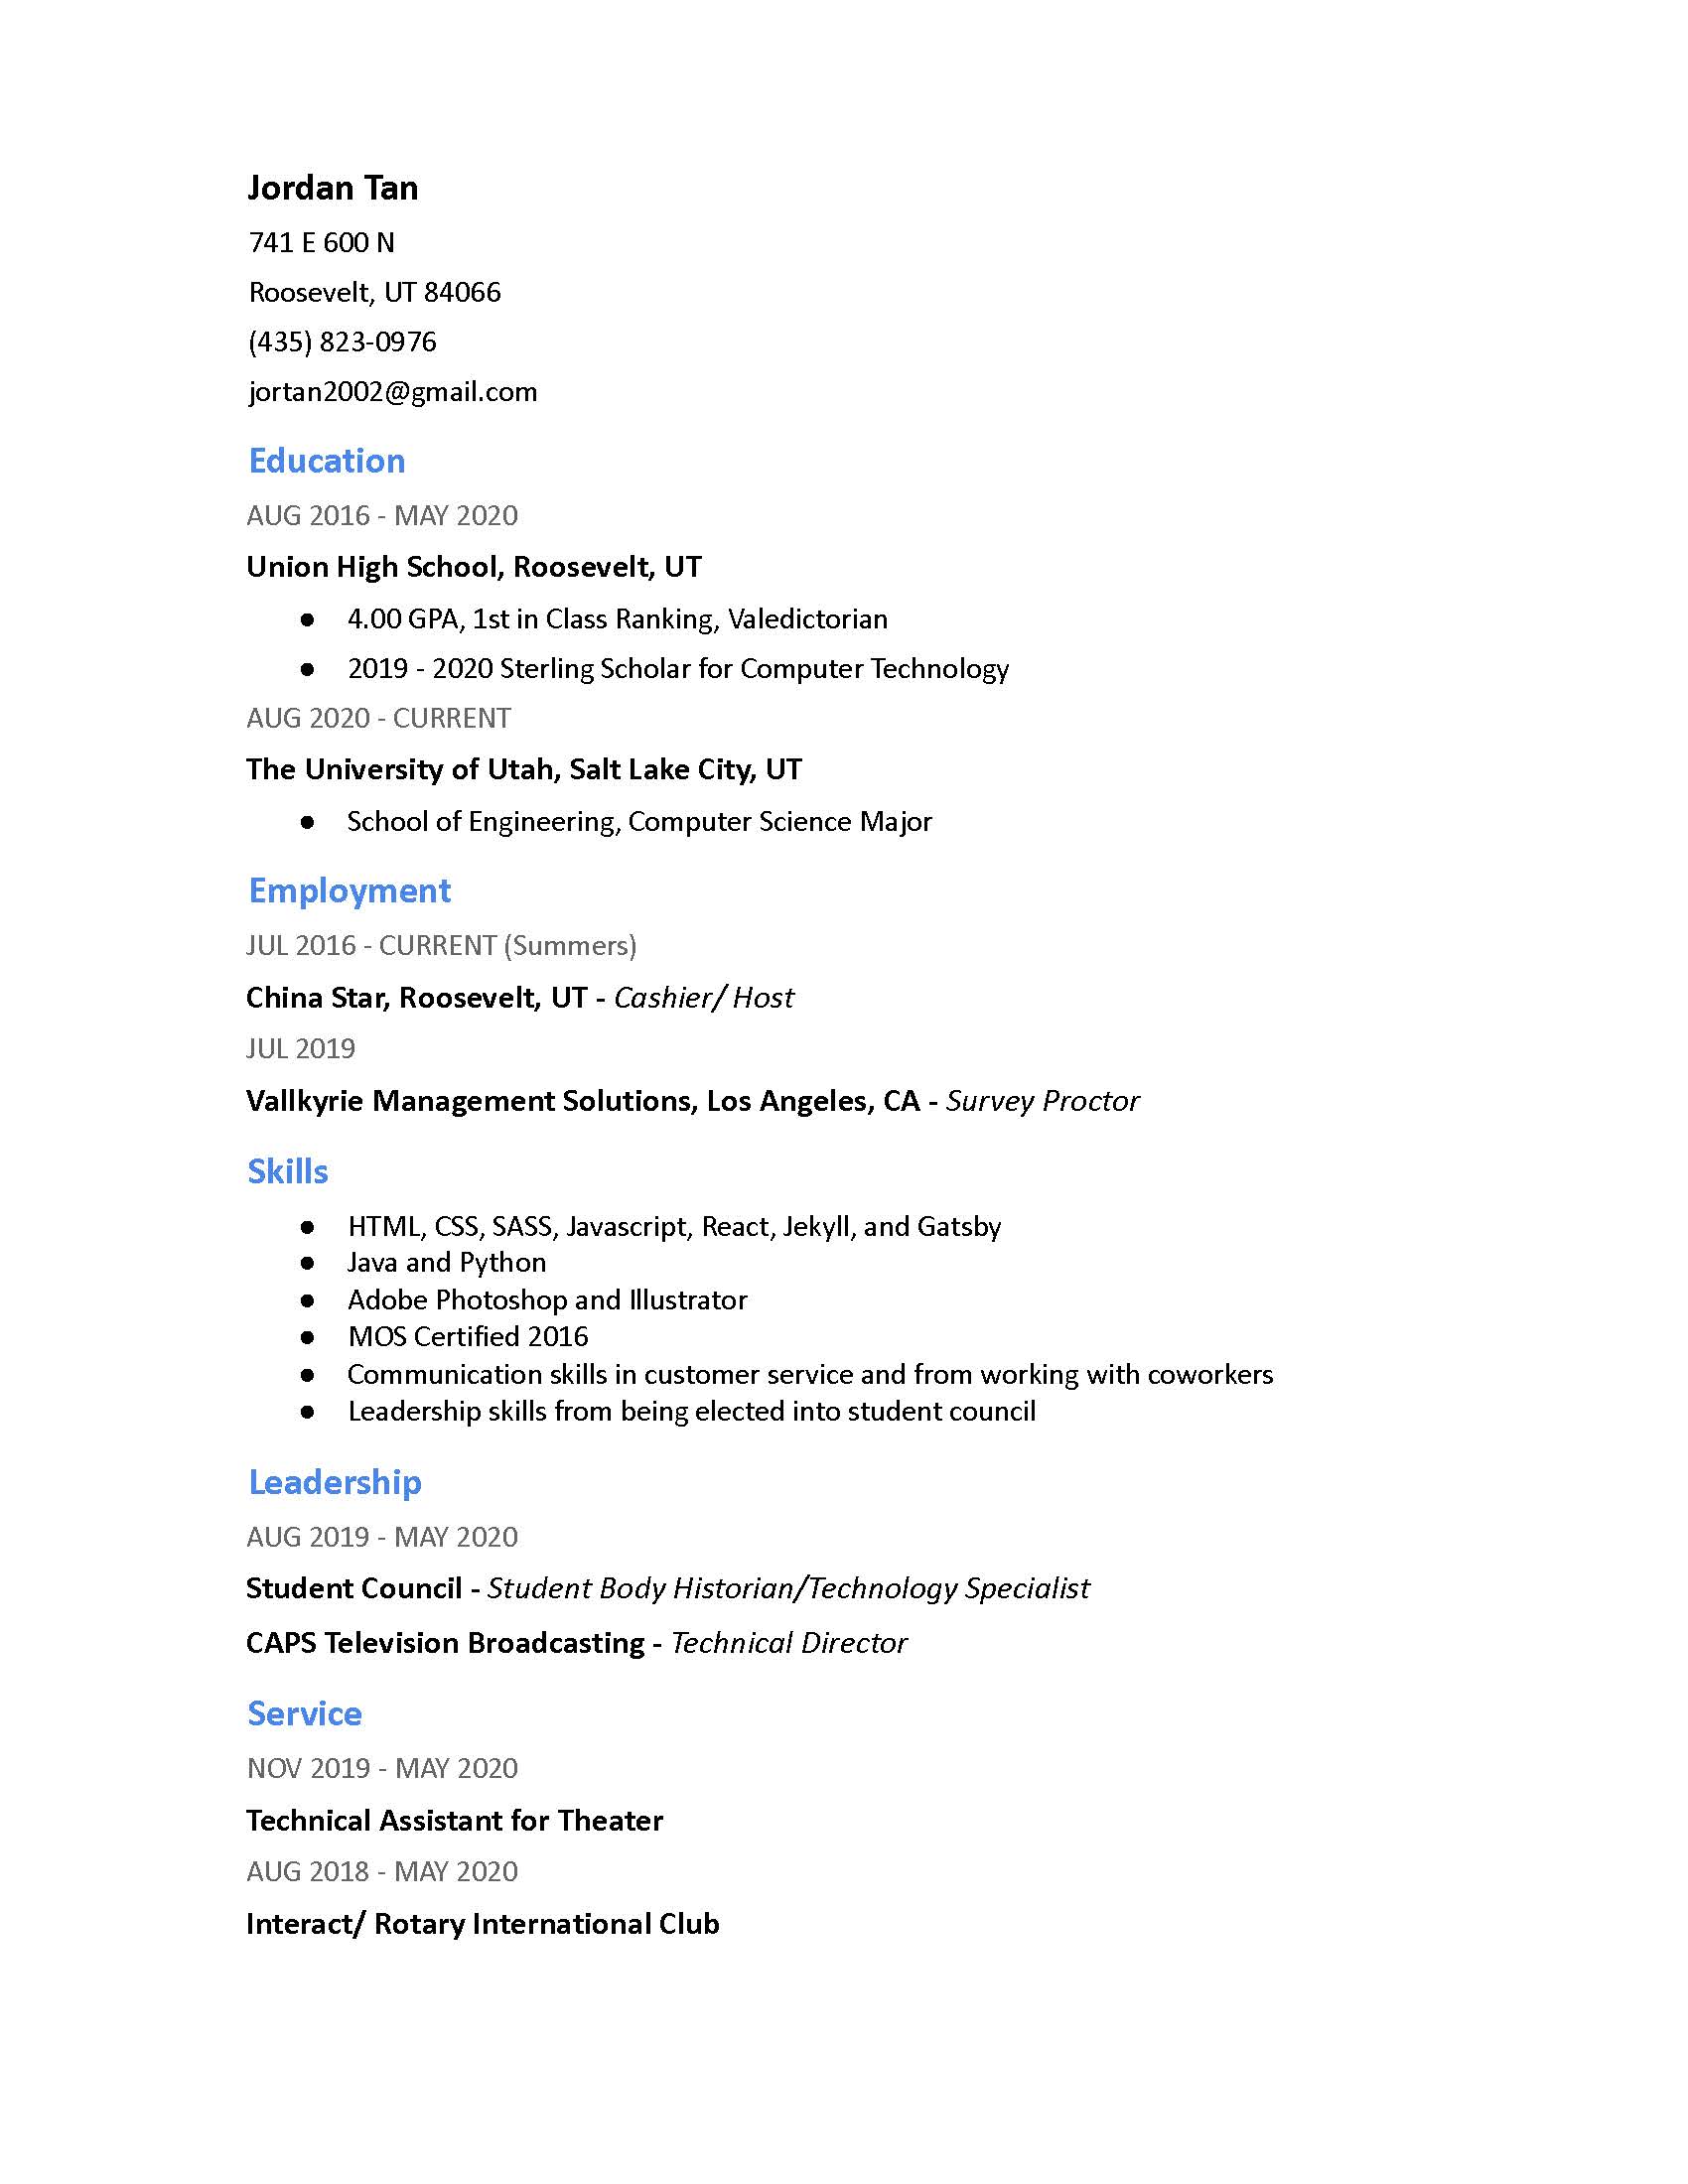 Jordan Tan
741 E 600 N
Roosevelt, UT 84066
(435) 823-0976
jortan2002@gmail.com
Education
AUG 2016 - MAY 2020
Union High School, Roosevelt, UT
● 4.00 GPA, 1st in Class Ranking, Valedictorian
● 2019 - 2020 Sterling Scholar for Computer Technology
AUG 2020 - CURRENT
The University of Utah, Salt Lake City, UT
● School of Engineering, Computer Science Major
Employment
JUL 2016 - CURRENT (Summers)
China Star, Roosevelt, UT - Cashier/ Host
JUL 2019
Vallkyrie Management Solutions, Los Angeles, CA - Survey Proctor
Skills
● HTML, CSS, SASS, Javascript, React, Jekyll, and Gatsby
● Java and Python
● Adobe Photoshop and Illustrator
● MOS Certified 2016
● Communication skills in customer service and from working with coworkers
● Leadership skills from being elected into student council
Leadership
AUG 2019 - MAY 2020
Student Council - Student Body Historian/Technology Specialist
CAPS Television Broadcasting - Technical Director
Service
NOV 2019 - MAY 2020
Technical Assistant for Theater
AUG 2018 - MAY 2020
Interact/ Rotary International Club